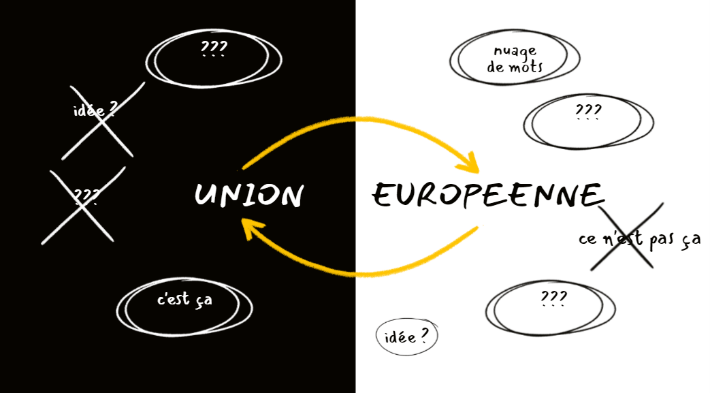 ???
idée ?
???
UNION
c'est ça
nuage
de mots
???
EUROPEENNE
ce n'est pas ça
???
idée ?